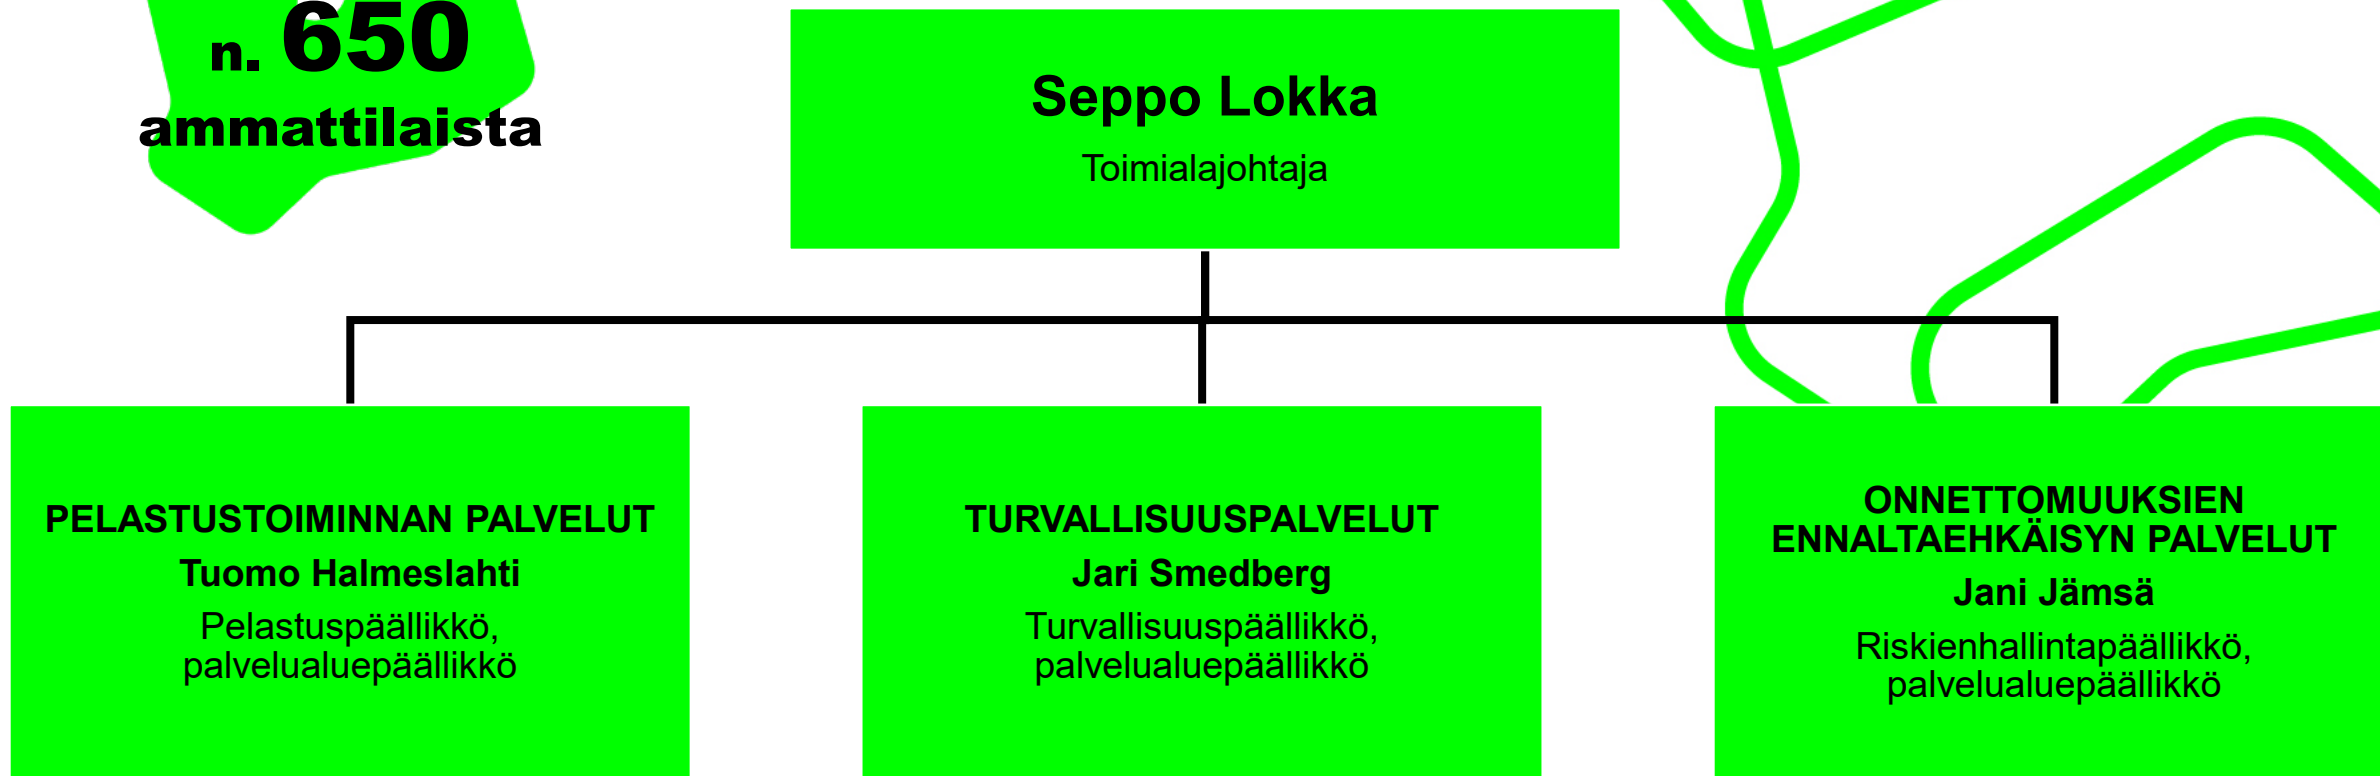 n. 650
ammattilaista
Seppo Lokka
Toimialajohtaja
PELASTUSTOIMINNAN PALVELUT
Tuomo Halmeslahti
Pelastuspäällikkö,
palvelualuepäällikkö
TURVALLISUUSPALVELUT
Jari Smedberg
Turvallisuuspäällikkö,
palvelualuepäällikkö
ONNETTOMUUKSIEN
ENNALTAEHKÄISYN PALVELUT
Jani Jämsä
Riskienhallintapäällikkö,
palvelualuepäällikkö